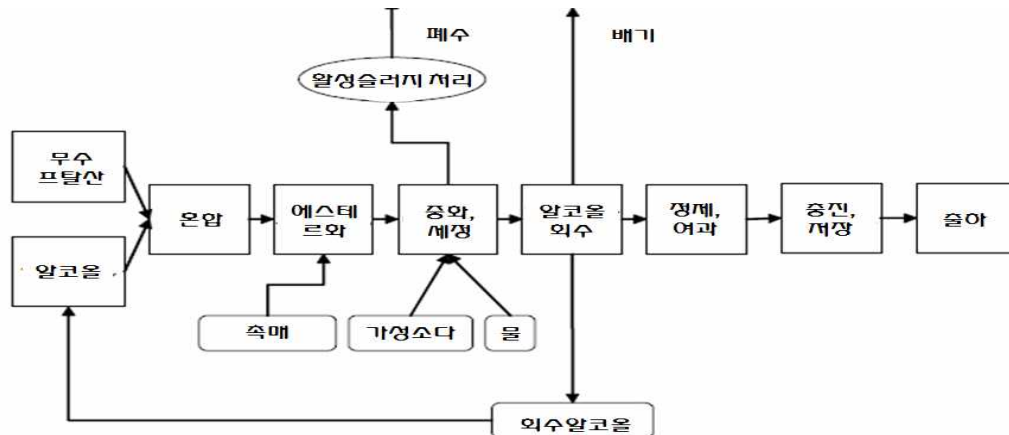 폐수
배기
활성슬러지 처리
무수
프탈산
혼합
에스테
르화
중화,
세정
알코올
회수
정제,
여과
충진,
저장
출하
알코올
촉매
가성소다
물
회수알코올